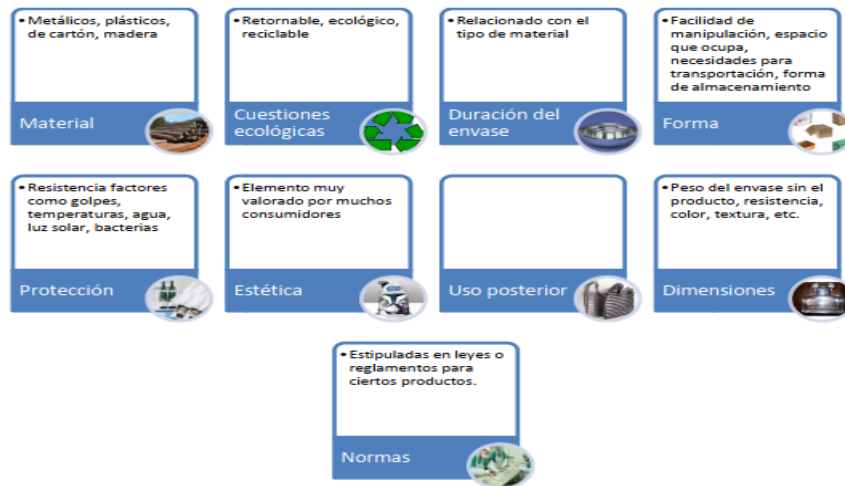 • Metálicos, plásticos,
de cartón, madera
Material
• Retornable, ecológico,
reciclable
Cuestiones
ecológicas
• Relacionado con el
tipo de material
Duración del
envase
• Facilidad de
manipulación, espacio
que ocupa,
necesidades para
transportación, forma
de almacenamiento
Forma
• Resistencia factores
como golpes,
temperaturas, agua,
luz solar, bacterias
Protección
• Elemento muy
valorado por muchos
consumidores
Estética
Uso posterior
• Peso del envase sin el
producto, resistencia,
color, textura, etc.
Dimensiones
• Estipuladas en leyes o
reglamentos para
ciertos productos.
Normas